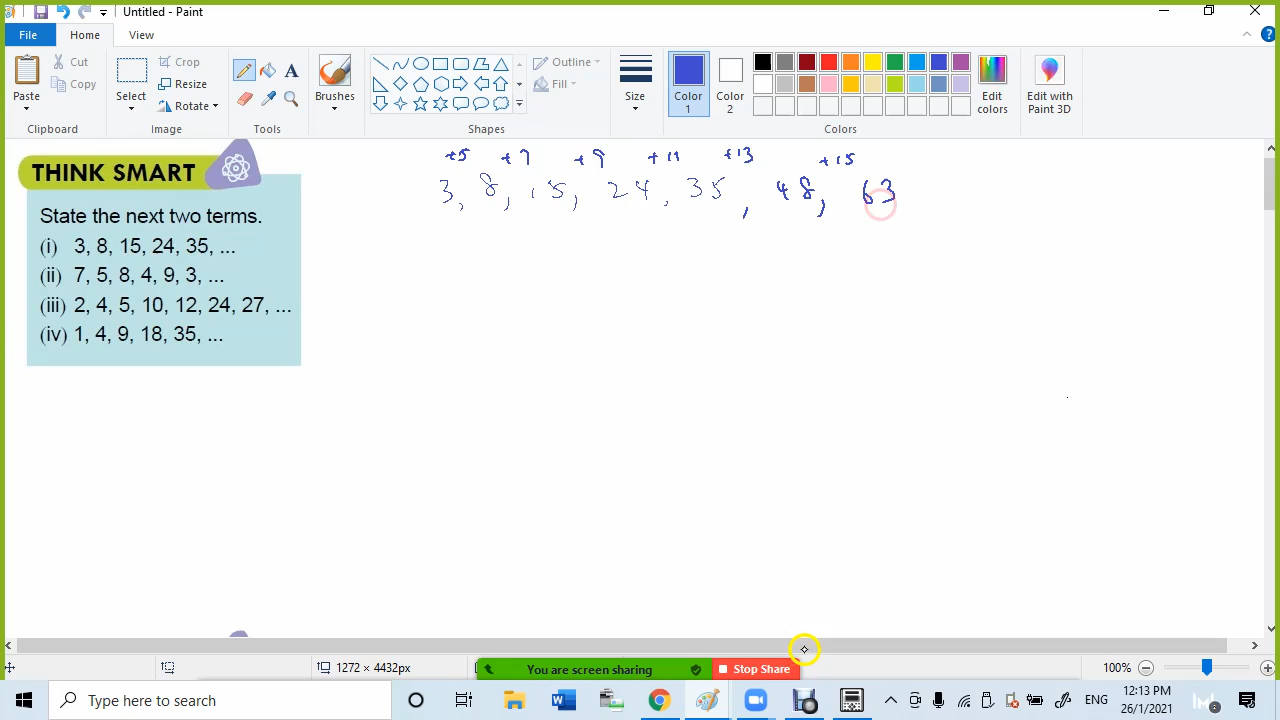 Untitled - Paint
File Home View
Paste
Cut
Copy
Clipboard
Select
Crop
Resize
Rotate
Image
A
Tools
Brushes
Outline
Fill
Shapes
Size
Color 1
Color 2
Edit colors
Colors
Edit with Paint 3D
+5 +7 +9 +11 +13 +15
3, 8, 15, 24, 35, 48, 63
THINK SMART
State the next two terms.
(i) 3, 8, 15, 24, 35, ...
(ii) 7, 5, 8, 4, 9, 3, ...
(iii) 2, 4, 5, 10, 12, 24, 27, ...
(iv) 1, 4, 9, 18, 35, ...
1272 × 4432px
You are screen sharing
Stop Share
100%
Type here to search
ENG
12:13 PM
26/1/2021